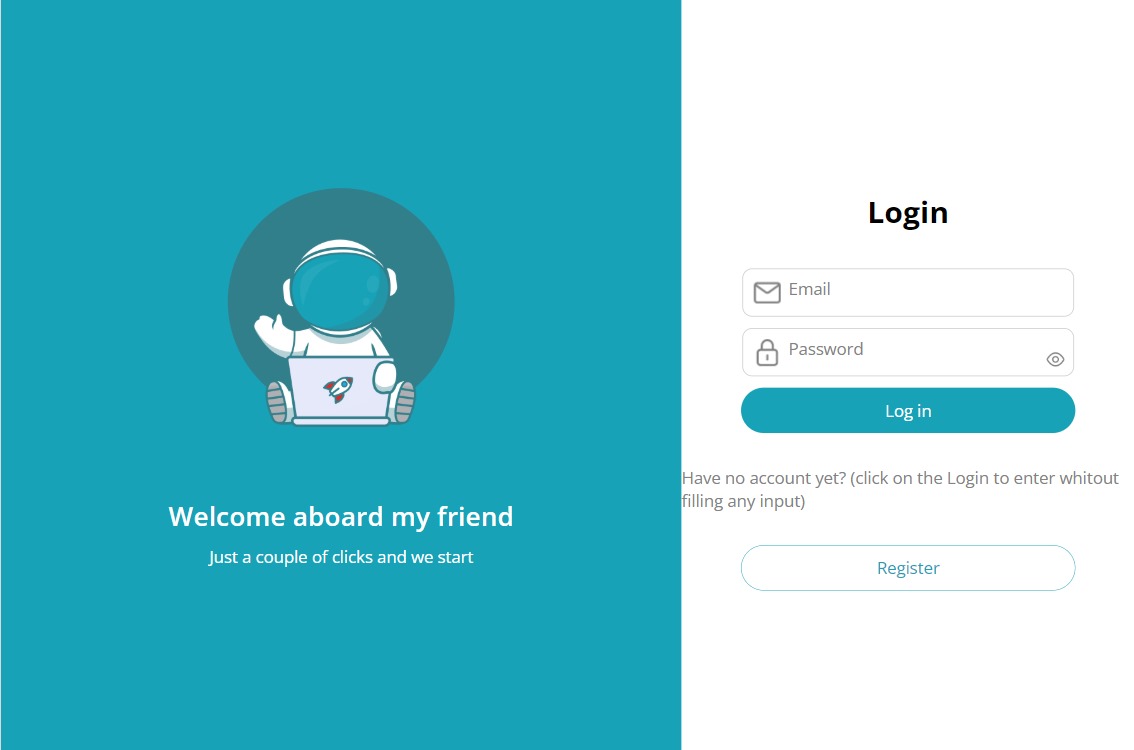 Login
Email
Password
Log in
Have no account yet? (click on the Login to enter whitout
filling any input)
Register
Welcome aboard my friend
Just a couple of clicks and we start